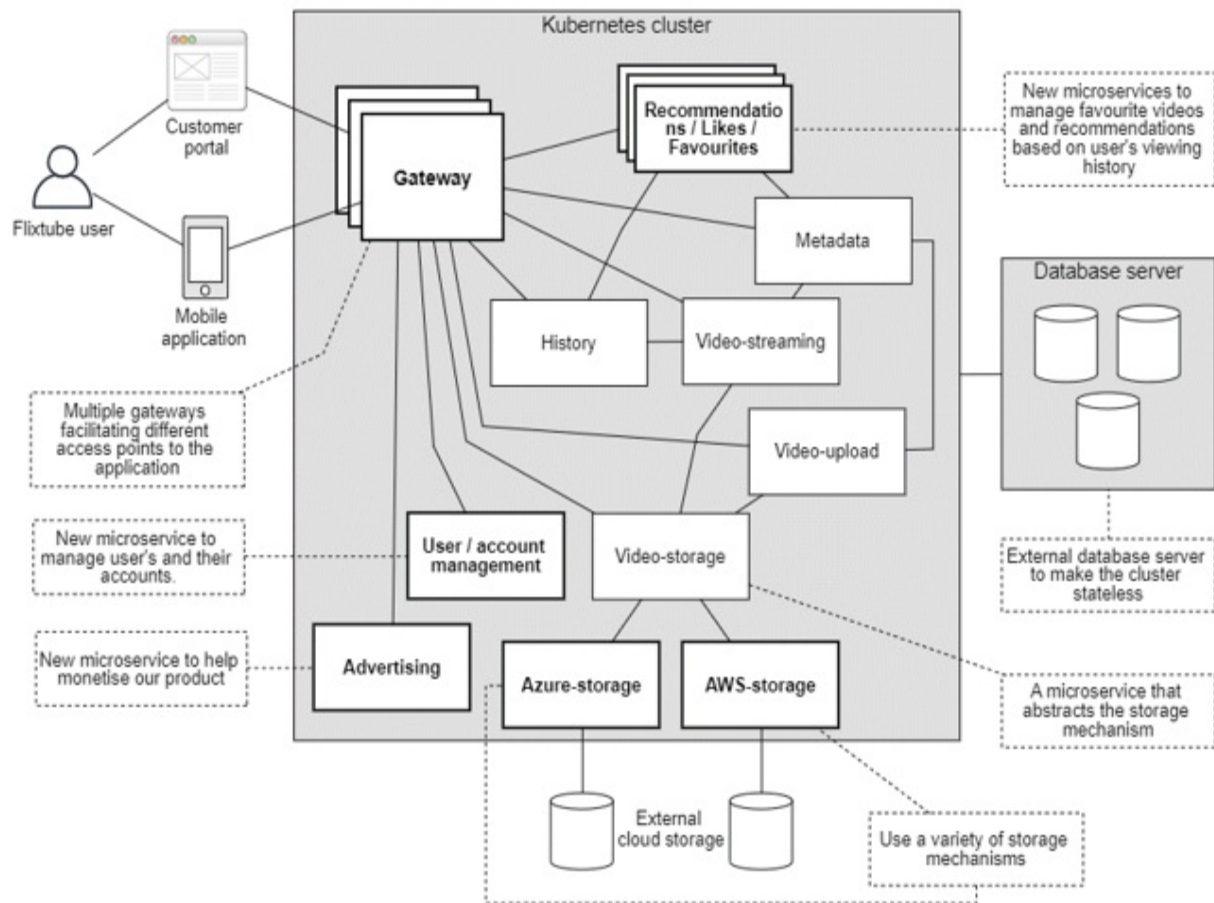 Kubernetes cluster
Customer
portal
Flixtube user
Mobile
application
Gateway
Recommendatio
ns / Likes /
Favourites
New microservices to
manage favourite videos
and recommendations
based on user's viewing
history
Metadata
History
Video-streaming
Database server
Multiple gateways
facilitating different
access points to the
application
Video-upload
New microservice to
manage user's and their
accounts.
User / account
management
Video-storage
External database server
to make the cluster
stateless
New microservice to help
monetise our product
Advertising
Azure-storage
AWS-storage
A microservice that
abstracts the storage
mechanism
External
cloud storage
Use a variety of storage
mechanisms